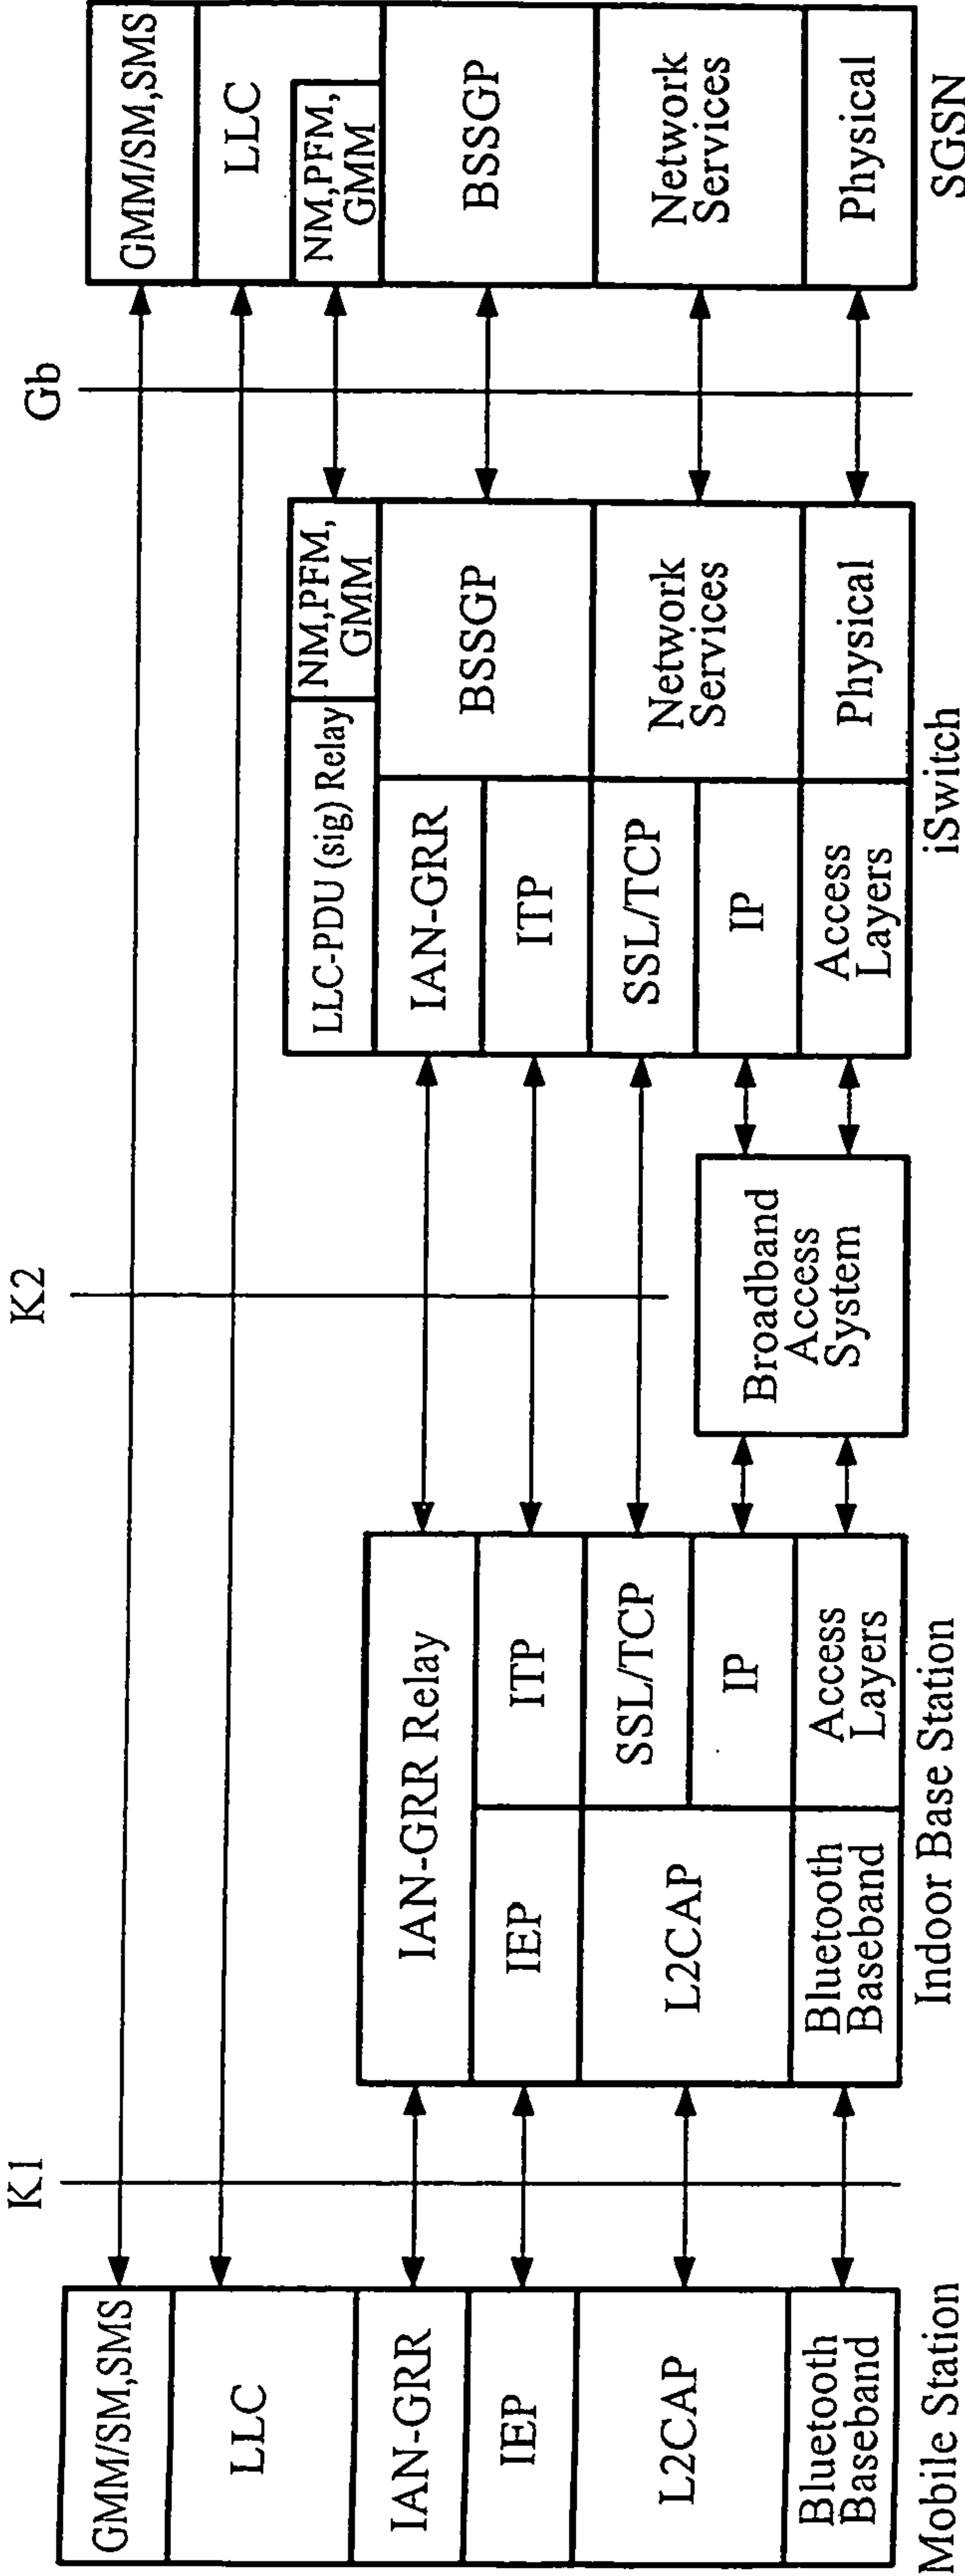 K1
K2
Gb
GMM/SM,SMS
LLC
IAN-GRR
IEP
L2CAP
Bluetooth
Baseband
Mobile Station
IAN-GRR Relay
IEP
L2CAP
Bluetooth
Baseband
ITP
SSL/TCP
IP
Access
Layers
Indoor Base Station
Broadband
Access
System
LLC-PDU (sig) Relay
NM,PFM,
GMM
IAN-GRR
ITP
SSL/TCP
IP
Access
Layers
BSSGP
Network
Services
Physical
iSwitch
GMM/SM,SMS
LLC
NM,PFM,
GMM
BSSGP
Network
Services
Physical
SGSN